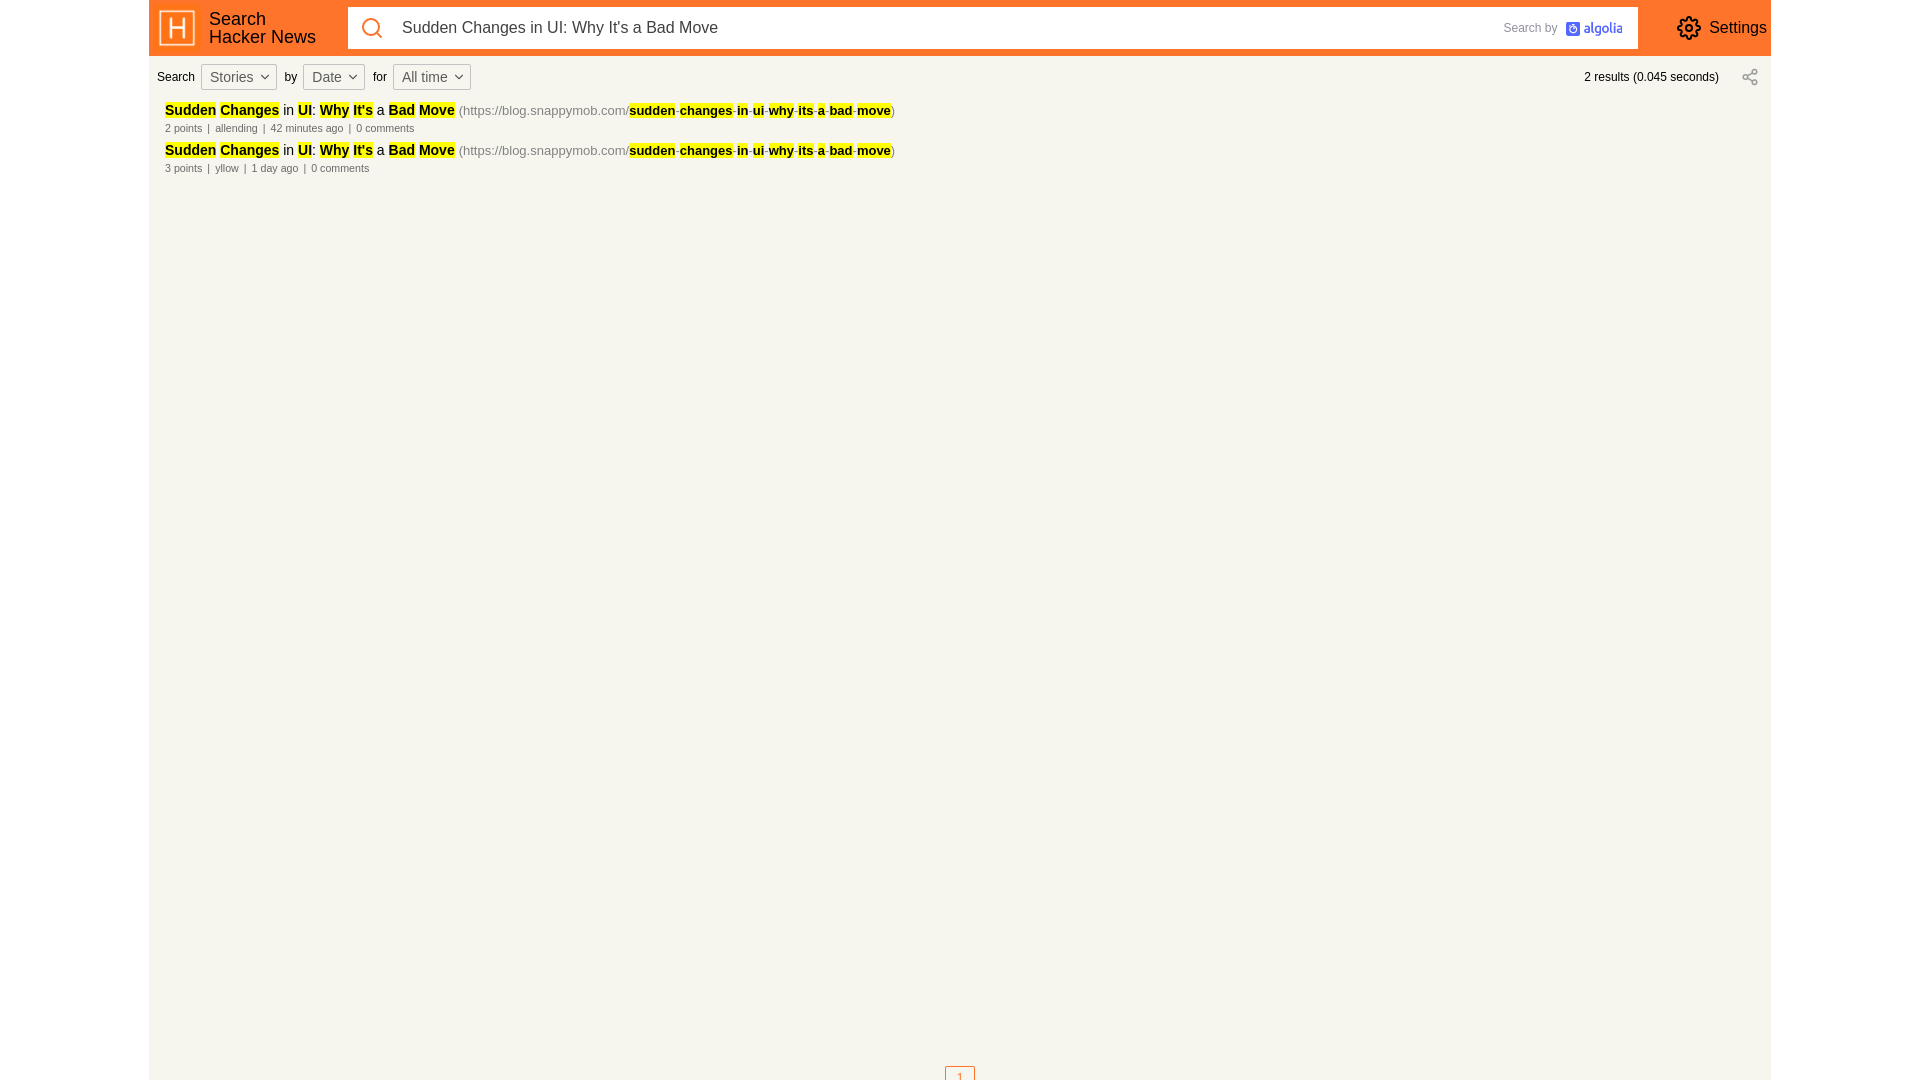 Search
Hacker News
Sudden Changes in UI: Why It's a Bad Move
Search by algolia
Settings
Search Stories by Date for All time
2 results (0.045 seconds)
Sudden Changes in UI: Why It's a Bad Move (https://blog.snappymob.com/sudden-changes-in-ui-why-its-a-bad-move)
2 points | allending | 42 minutes ago | 0 comments
Sudden Changes in UI: Why It's a Bad Move (https://blog.snappymob.com/sudden-changes-in-ui-why-its-a-bad-move)
3 points | yllow | 1 day ago | 0 comments
1